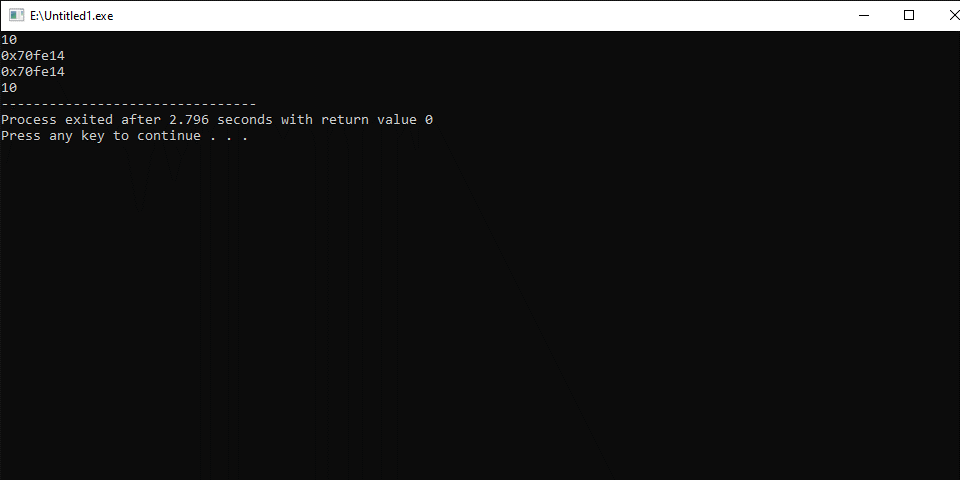 E:\Untitled1.exe
10
0x70fe14
0x70fe14
10
--------------------------------
Process exited after 2.796 seconds with return value 0
Press any key to continue . . .